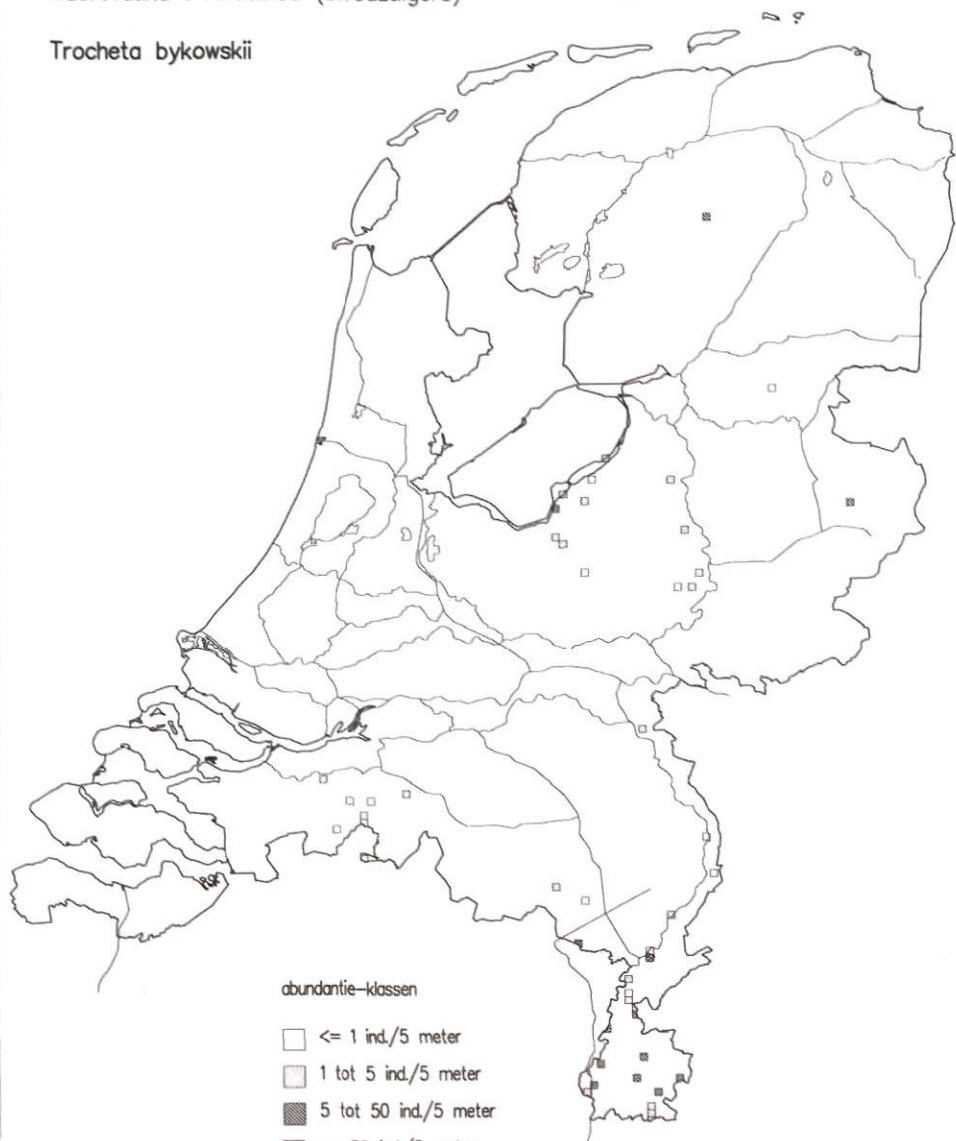 Trocheta bykowskii
abundantie-klassen
<= 1 ind./5 meter
1 tot 5 ind./5 meter
5 tot 50 ind./5 meter